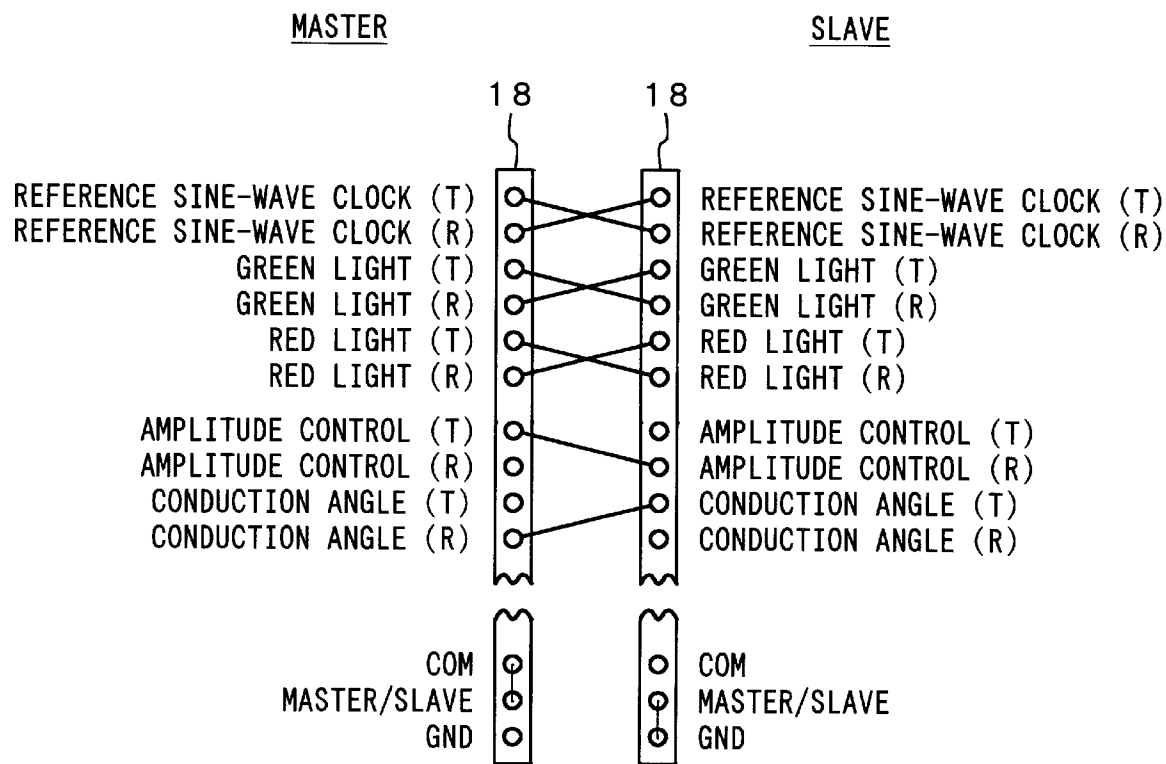 MASTER
SLAVE
18
18
REFERENCE SINE-WAVE CLOCK (T)
REFERENCE SINE-WAVE CLOCK (T)
REFERENCE SINE-WAVE CLOCK (R)
REFERENCE SINE-WAVE CLOCK (R)
GREEN LIGHT (T)
GREEN LIGHT (T)
GREEN LIGHT (R)
GREEN LIGHT (R)
RED LIGHT (T)
RED LIGHT (T)
RED LIGHT (R)
RED LIGHT (R)
AMPLITUDE CONTROL (T)
AMPLITUDE CONTROL (T)
AMPLITUDE CONTROL (R)
AMPLITUDE CONTROL (R)
CONDUCTION ANGLE (T)
CONDUCTION ANGLE (T)
CONDUCTION ANGLE (R)
CONDUCTION ANGLE (R)
COM
COM
MASTER/SLAVE
MASTER/SLAVE
GND
GND